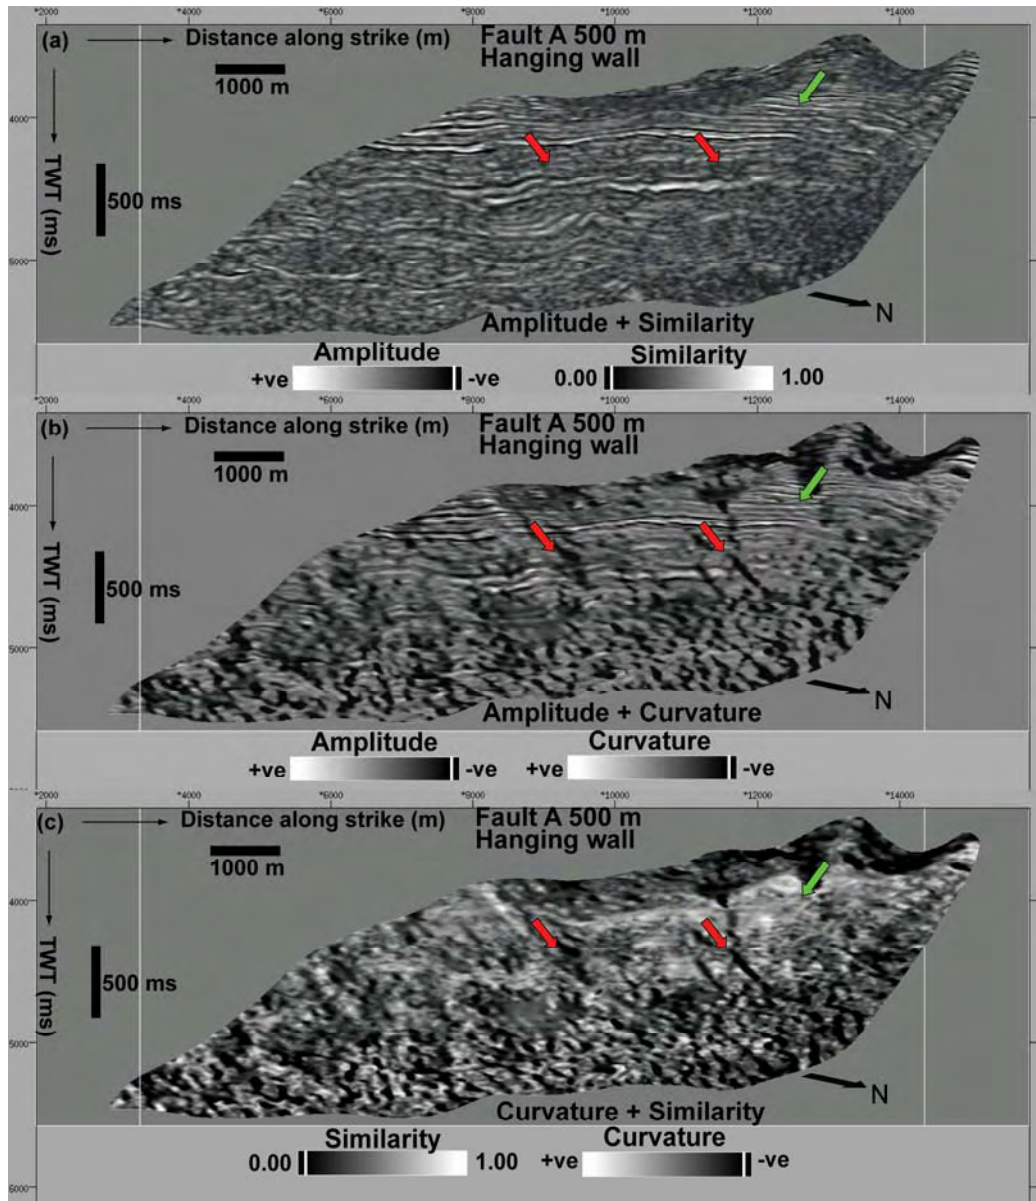 *2000 *4000 *6000 *8000 *10000 *12000 *14000
(a) Distance along strike (m) Fault A 500 m
Hanging wall
1000 m
4000
TWT (ms)
500 ms
5000
N
Amplitude + Similarity
Amplitude Similarity
+ve -ve 0.00 1.00
*2000 *4000 *6000 *8000 *10000 *12000 *14000
(b) Distance along strike (m) Fault A 500 m
Hanging wall
1000 m
4000
TWT (ms)
500 ms
5000
N
Amplitude + Curvature
Amplitude Curvature
+ve -ve +ve -ve
*2000 *4000 *6000 *8000 *10000 *12000 *14000
(c) Distance along strike (m) Fault A 500 m
Hanging wall
1000 m
4000
TWT (ms)
500 ms
5000
N
Curvature + Similarity
Similarity Curvature
0.00 1.00 +ve -ve
6000